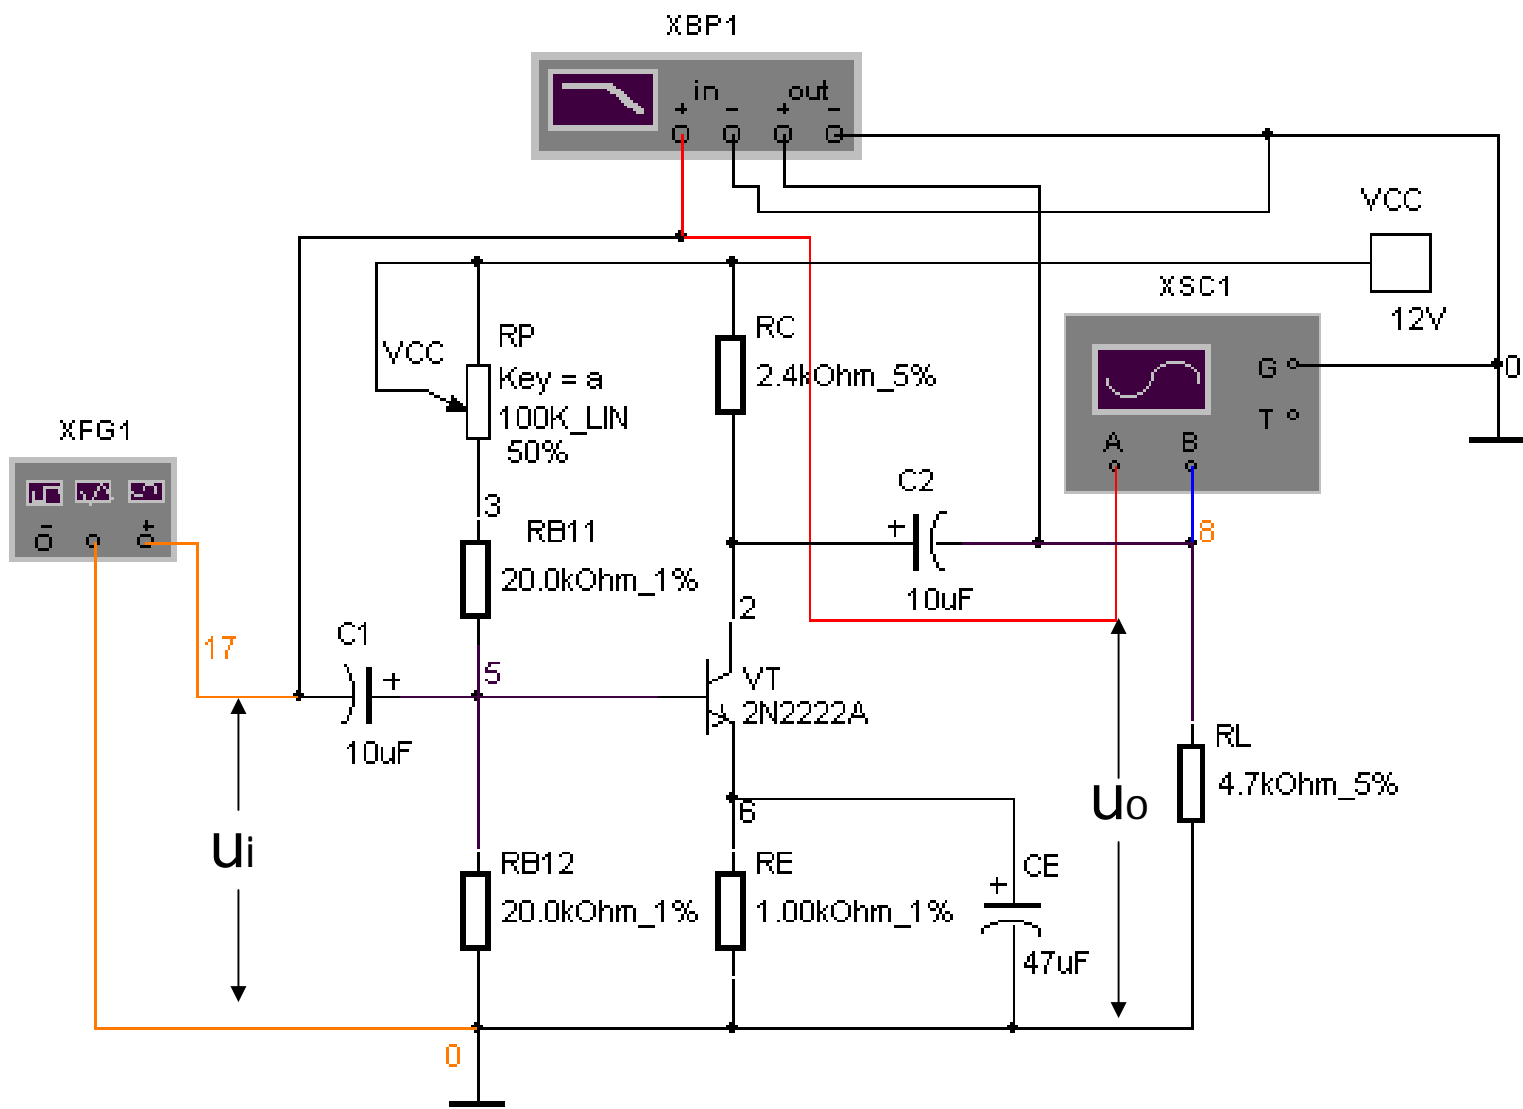 XBP1
in out
+ - + -
VCC
12V
XSC1
G
T
A B
0
RP
VCC
Key = a
100K_LIN
50%
RC
2.4kOhm_5%
XFG1
- +
3
RB11
20.0kOhm_1%
C2
+
10uF
8
2
17
C1
+
10uF
5
VT
2N2222A
RL
4.7kOhm_5%
6
uo
ui
RB12
20.0kOhm_1%
RE
1.00kOhm_1%
CE
+
47uF
0